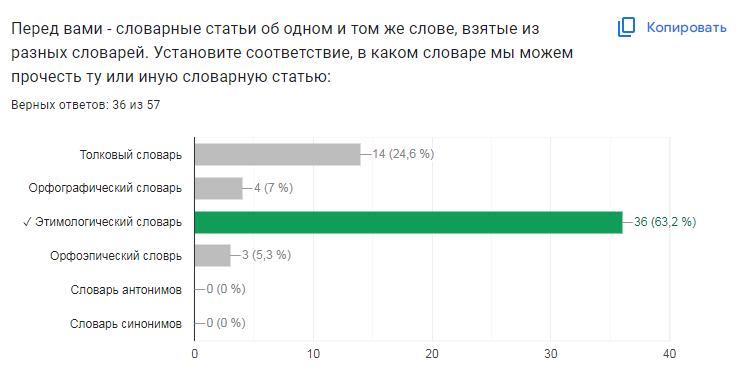 Перед вами - словарные статьи об одном и том же слове, взятые из
разных словарей. Установите соответствие, в каком словаре мы можем
прочесть ту или иную словарную статью:
Копировать
Верных ответов: 36 из 57
Толковый словарь
14 (24,6 %)
Орфографический словарь
4 (7 %)
✓ Этимологический словарь
36 (63,2 %)
Орфоэпический словрь
3 (5,3 %)
Словарь антонимов
0 (0 %)
Словарь синонимов
0 (0 %)
0 10 20 30 40